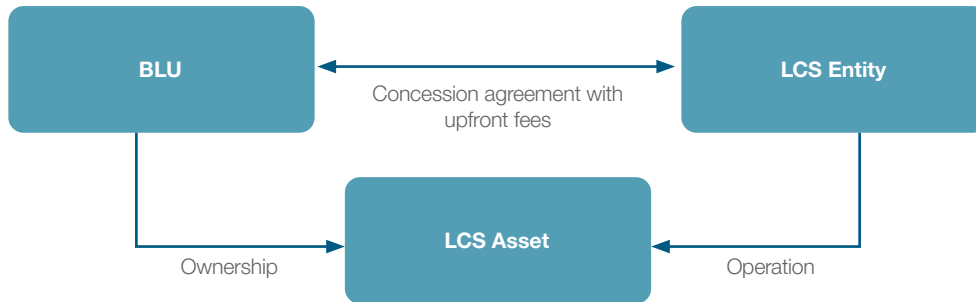 BLU
LCS Entity
Concession agreement with
upfront fees
LCS Asset
Ownership
Operation